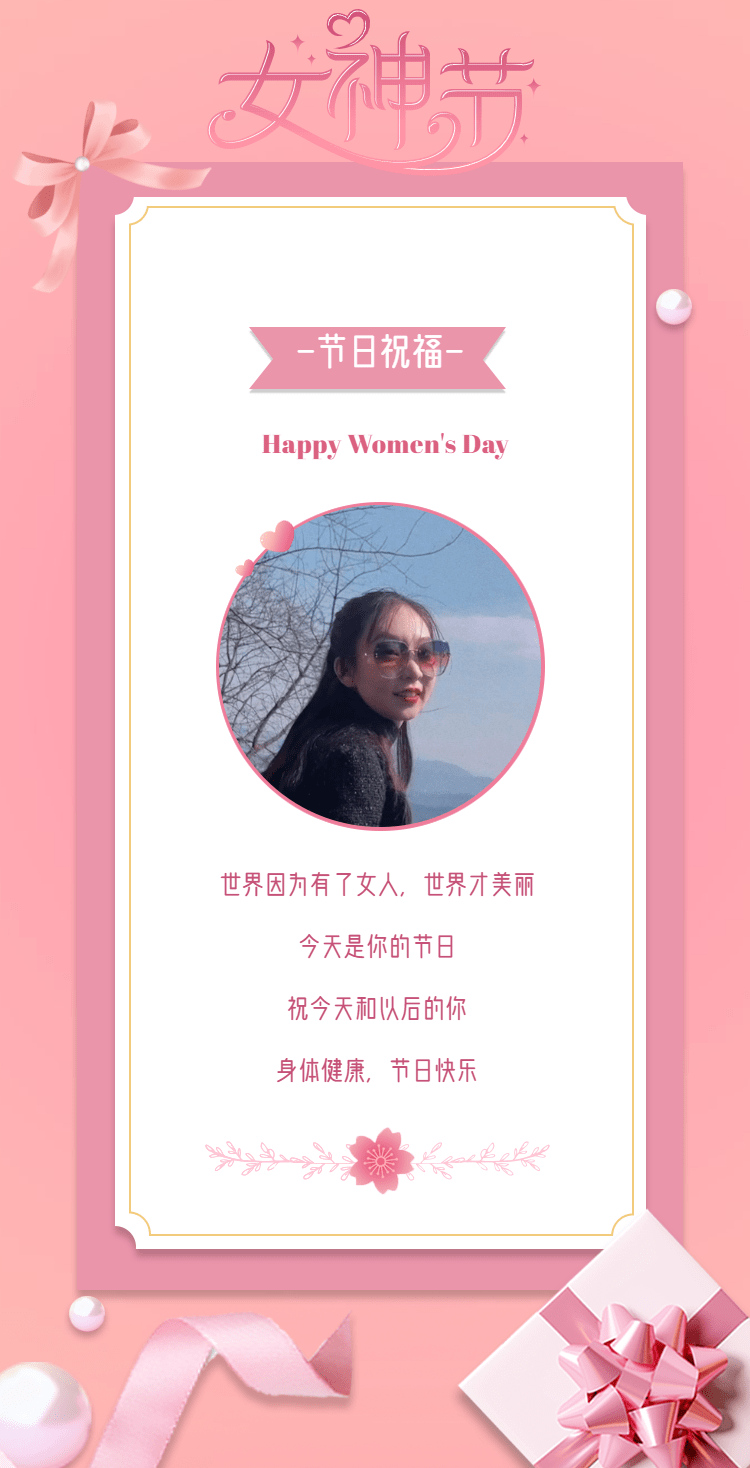 女神节
-节日祝福-
Happy Women's Day
世界因为有了女人，世界才美丽
今天是你的节日
祝今天和以后的你
身体健康，节日快乐